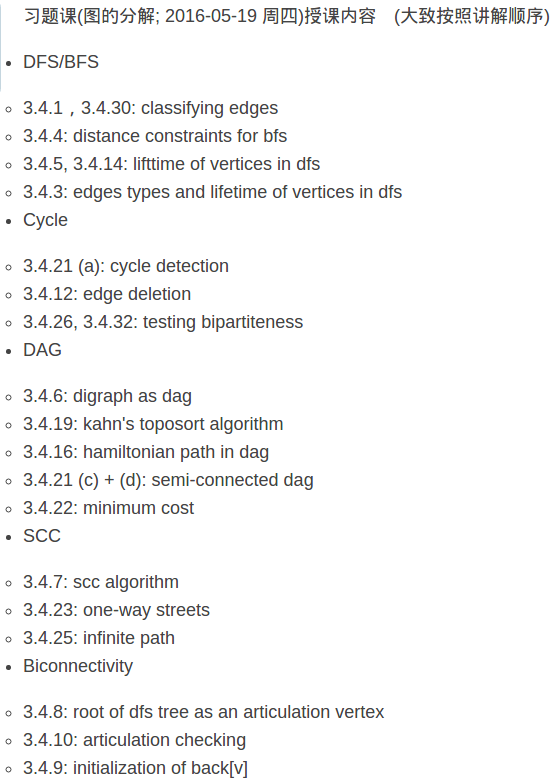 习题课(图的分解; 2016-05-19 周四)授课内容 (大致按照讲解顺序)
• DFS/BFS
◦ 3.4.1，3.4.30: classifying edges
◦ 3.4.4: distance constraints for bfs
◦ 3.4.5, 3.4.14: lifttime of vertices in dfs
◦ 3.4.3: edges types and lifetime of vertices in dfs
• Cycle
◦ 3.4.21 (a): cycle detection
◦ 3.4.12: edge deletion
◦ 3.4.26, 3.4.32: testing bipartiteness
• DAG
◦ 3.4.6: digraph as dag
◦ 3.4.19: kahn's toposort algorithm
◦ 3.4.16: hamiltonian path in dag
◦ 3.4.21 (c) + (d): semi-connected dag
◦ 3.4.22: minimum cost
• SCC
◦ 3.4.7: scc algorithm
◦ 3.4.23: one-way streets
◦ 3.4.25: infinite path
• Biconnectivity
◦ 3.4.8: root of dfs tree as an articulation vertex
◦ 3.4.10: articulation checking
◦ 3.4.9: initialization of back[v]